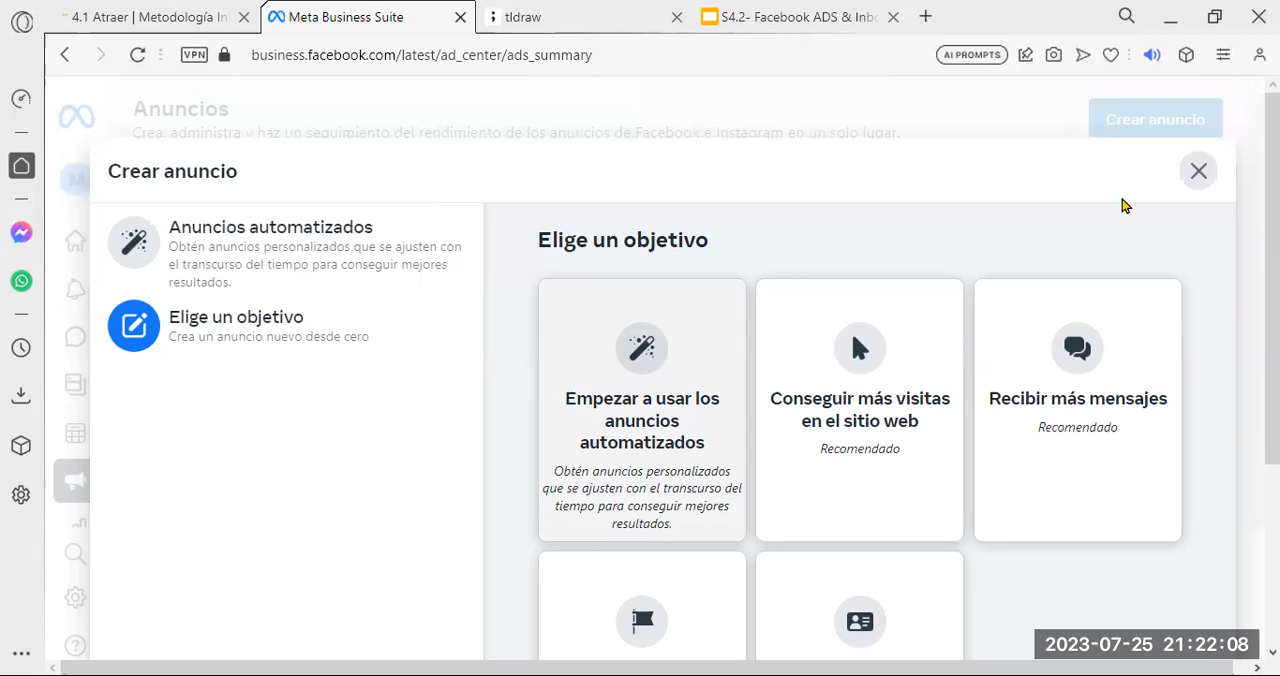 4.1 Atraer | Metodología In
Meta Business Suite
tldraw
S4.2- Facebook ADS & Inb
VPN
business.facebook.com/latest/ad_center/ads_summary
AI PROMPTS
Anuncios
Crea, administra y haz un seguimiento del rendimiento de los anuncios de Facebook e Instagram en un solo lugar.
Crear anuncio
Crear anuncio
Anuncios automatizados
Obtén anuncios personalizados que se ajusten con
el transcurso del tiempo para conseguir mejores
resultados.
Elige un objetivo
Crea un anuncio nuevo desde cero
Elige un objetivo
Empezar a usar los
anuncios
automatizados
Obtén anuncios personalizados
que se ajusten con el transcurso del
tiempo para conseguir mejores
resultados.
Conseguir más visitas
en el sitio web
Recomendado
Recibir más mensajes
Recomendado
2023-07-25 21:22:08